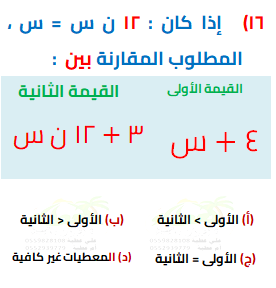 ١٦) إذا كان : ١٢ ن س = س ،
المطلوب المقارنة بين :
القيمة الأولى
القيمة الثانية
٤ + س
٣ + ١٢ ن س
(أ) الأولى > الثانية
(ب) الأولى < الثانية
(ج) الأولى = الثانية
(د) المعطيات غير كافية